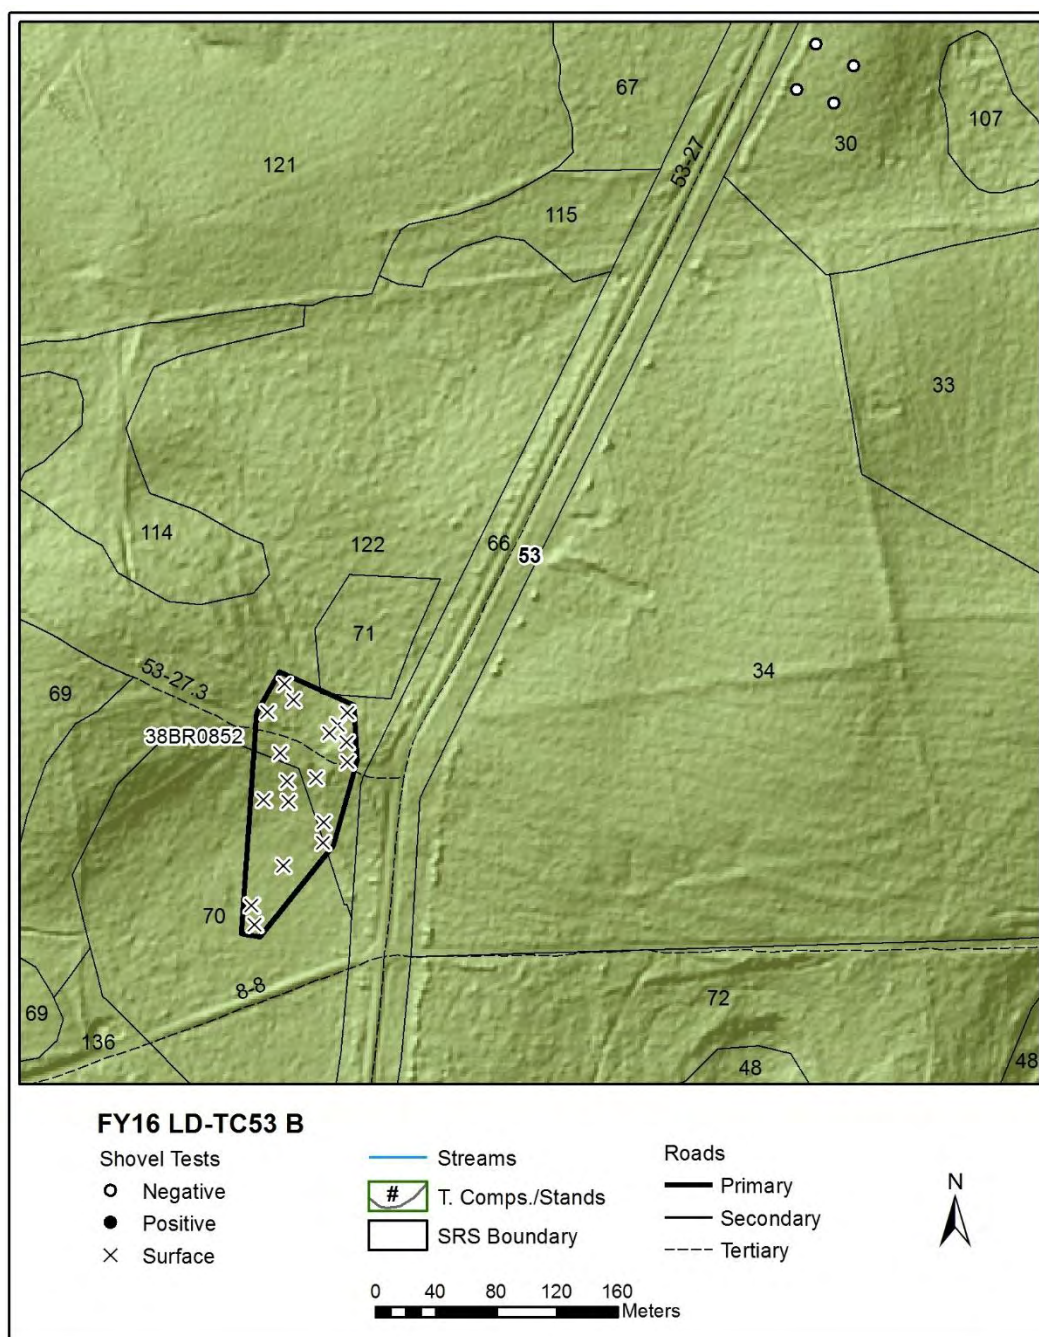 67
53-27
107
30
121
115
33
114
122
66
53
71
34
53-27.3
69
38BR0852
70
8-8
72
69
136
48
48
FY16 LD-TC53 B
Shovel Tests
Negative
Positive
Surface
Streams
# T. Comps./Stands
SRS Boundary
Roads
Primary
Secondary
Tertiary
N
0 40 80 120 160
Meters